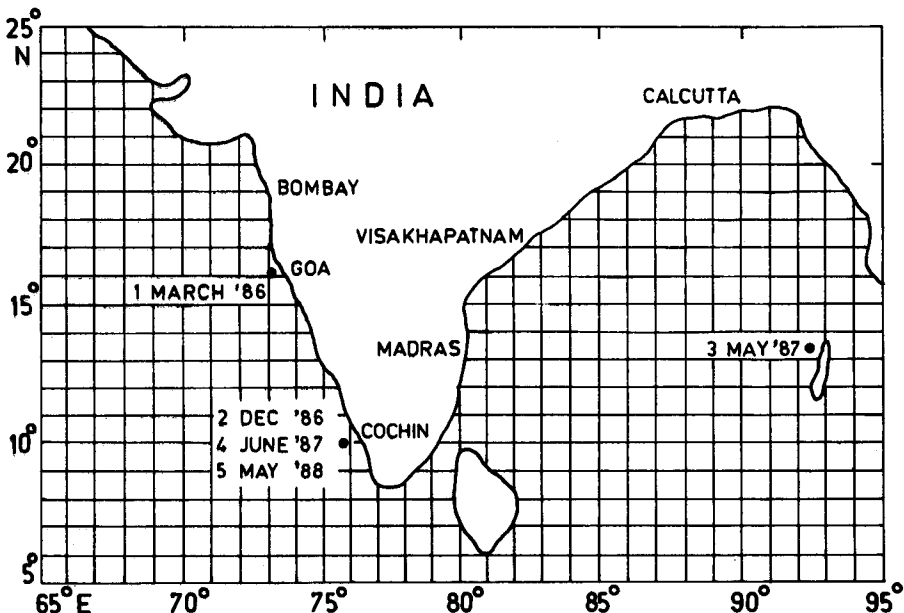 25°
N
INDIA
CALCUTTA
20°
BOMBAY
VISAKHAPATNAM
GOA
1 MARCH '86
15°
MADRAS
3 MAY '87
2 DEC '86
COCHIN
10°
4 JUNE '87
5 MAY '88
5°
65° E 70° 75° 80° 85° 90° 95°